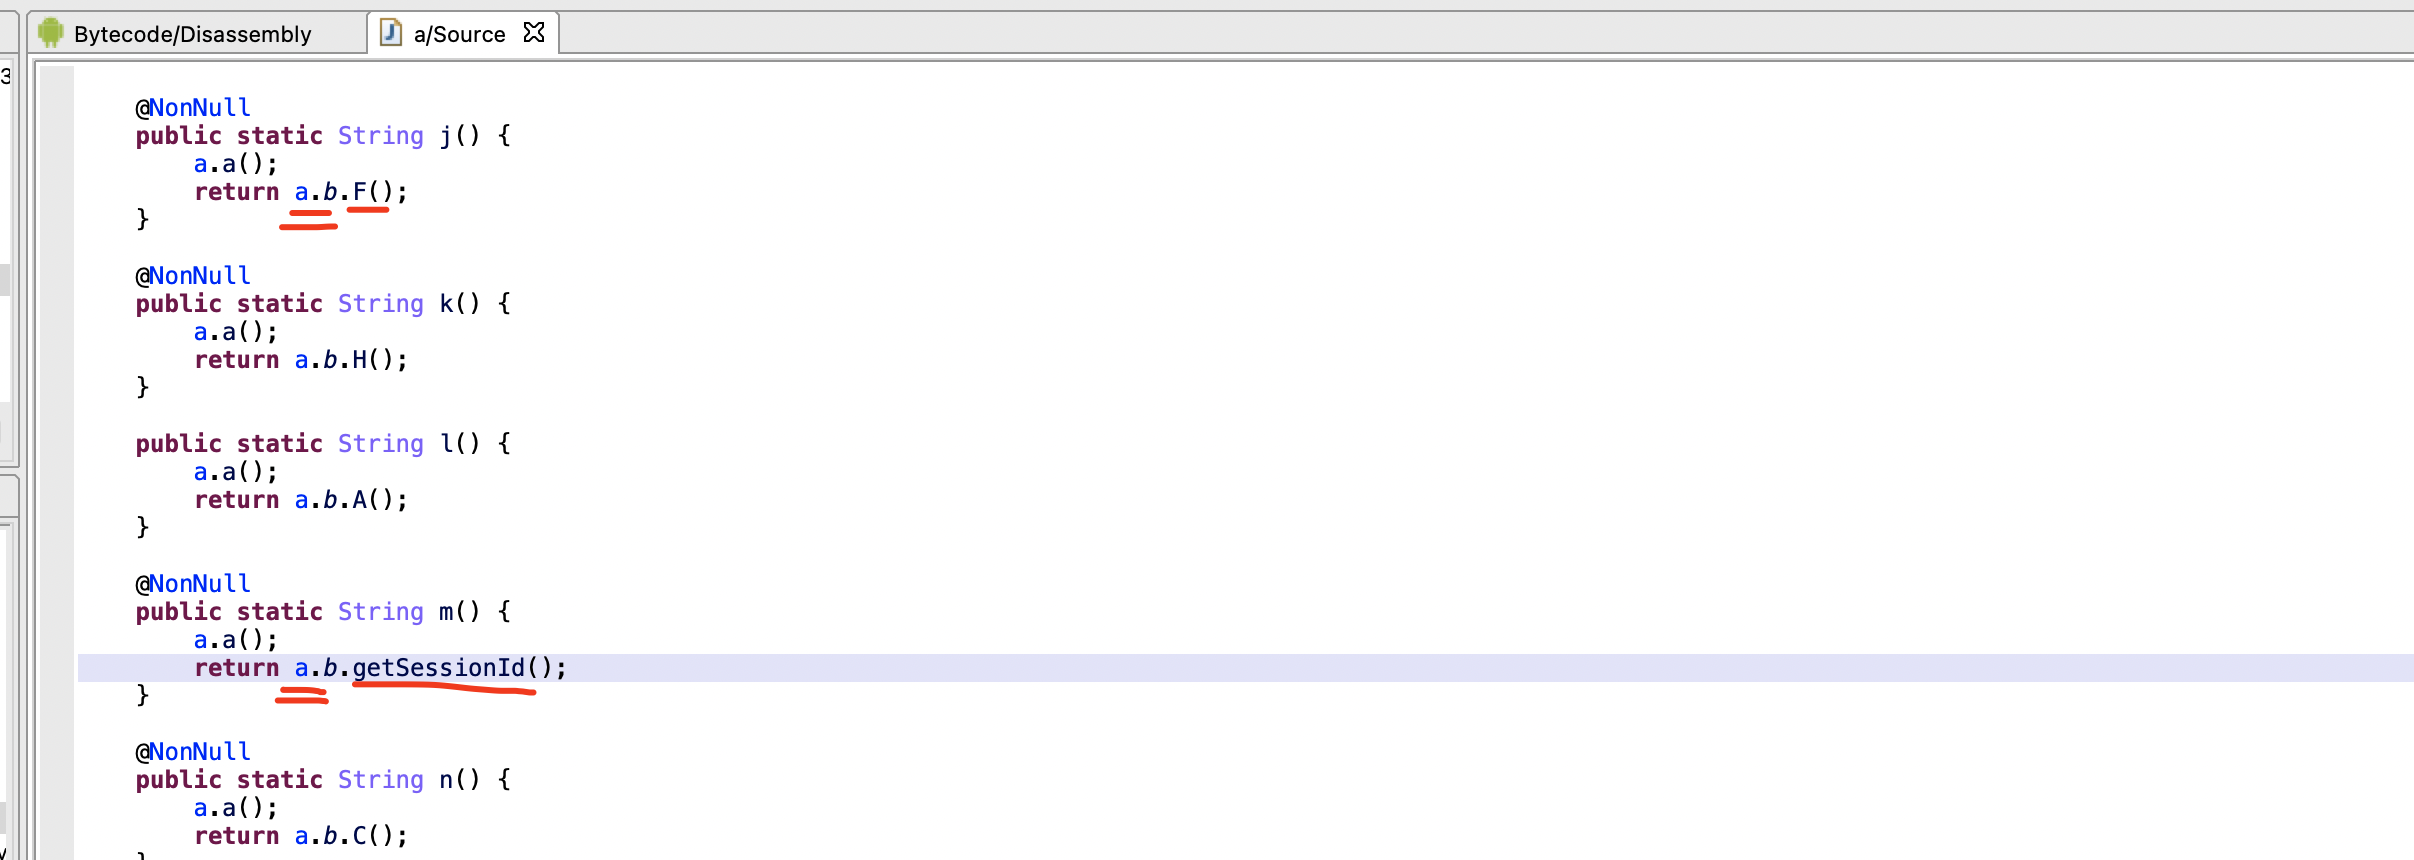 Bytecode/Disassembly
a/Source
3
@NonNull
public static String j() {
a.a();
return a.b.F();
}
@NonNull
public static String k() {
a.a();
return a.b.H();
}
public static String l() {
a.a();
return a.b.A();
}
@NonNull
public static String m() {
a.a();
return a.b.getSessionId();
}
@NonNull
public static String n() {
a.a();
return a.b.C();